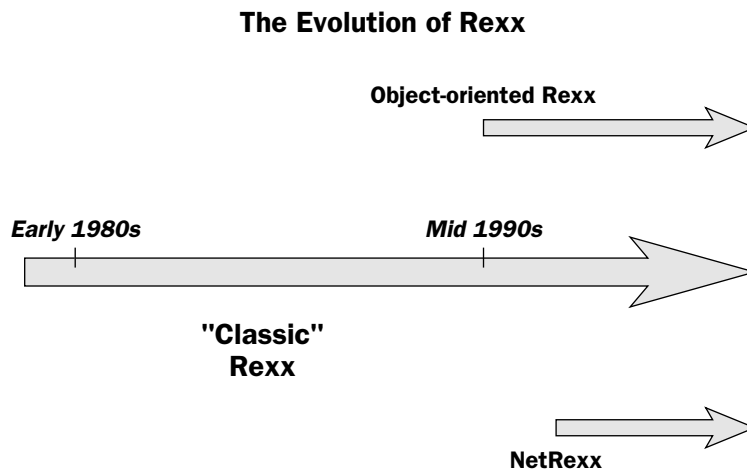 The Evolution of Rexx
Object-oriented Rexx
Early 1980s
Mid 1990s
"Classic"
Rexx
NetRexx